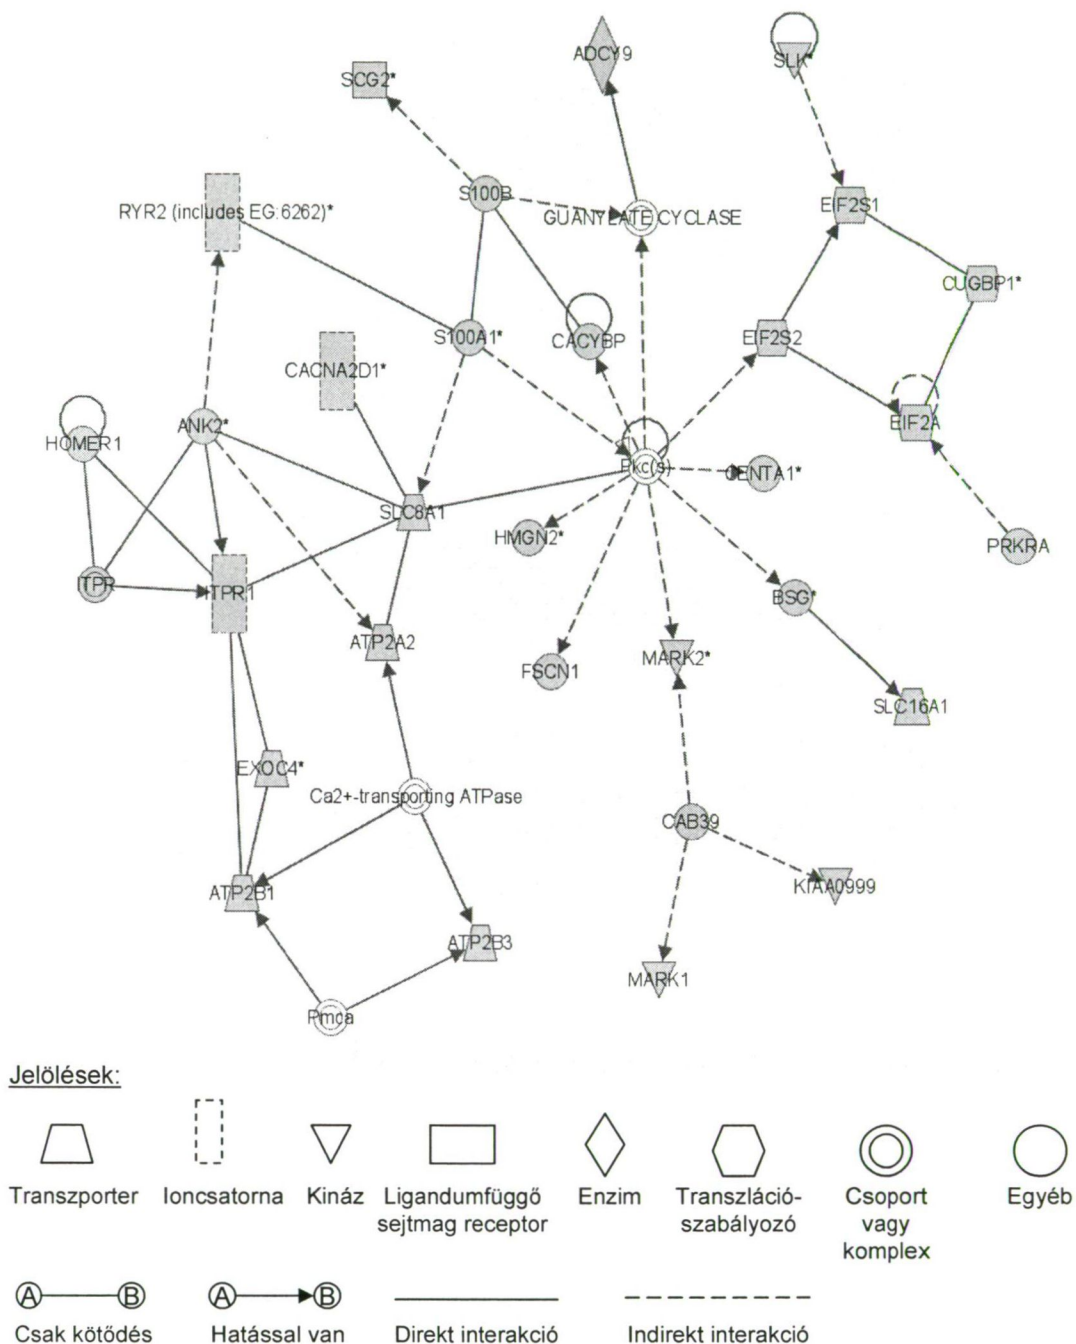 ADCY9
SLK*
SCG2*
S100B
RYR2 (includes EG:6262)*
GUANYLATE CYCLASE
EIF2S1
CUGBP1*
S100A1*
CACYBP
EIF2S2
CACNA2D1*
HOMER1
ANK2*
EIF2A
Pkc(s)
CENTA1*
SLC8A1
HMGN2*
PRKRA
ITPR
ITPR1
BSG*
ATP2A2
FSCN1
MARK2*
SLC16A1
EXOC4*
Ca2+-transporting ATPase
CAB39
ATP2B1
KIAA0999
ATP2B3
MARK1
Pmca
Jelölések:
Transzporter
Ioncsatorna
Kináz
Ligandumfüggő
sejtmag receptor
Enzim
Transzláció-
szabályozó
Csoport
vagy
komplex
Egyéb
A B
A B
Csak kötődés
Hatással van
Direkt interakció
Indirekt interakció